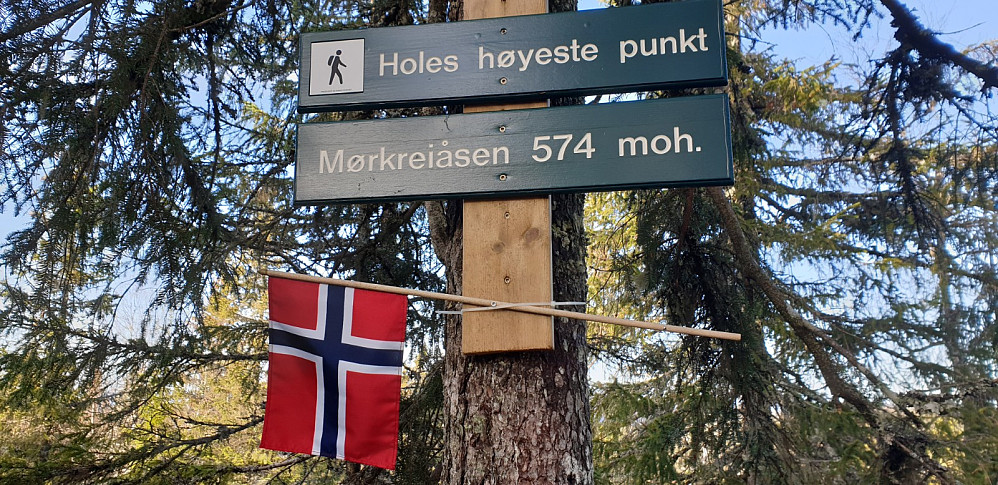 Holes høyeste punkt
Mørkreiåsen 574 moh.